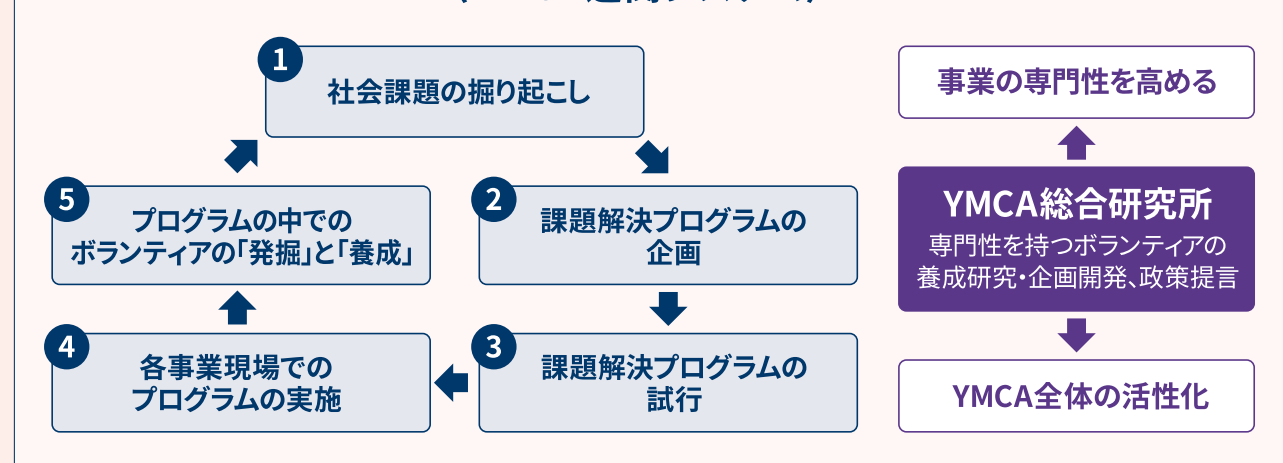 1
社会課題の掘り起こし
2
課題解決プログラムの
企画
3
課題解決プログラムの
試行
4
各事業現場での
プログラムの実施
5
プログラムの中での
ボランティアの「発掘」と「養成」
事業の専門性を高める
YMCA総合研究所
専門性を持つボランティアの
養成研究・企画開発、政策提言
YMCA全体の活性化